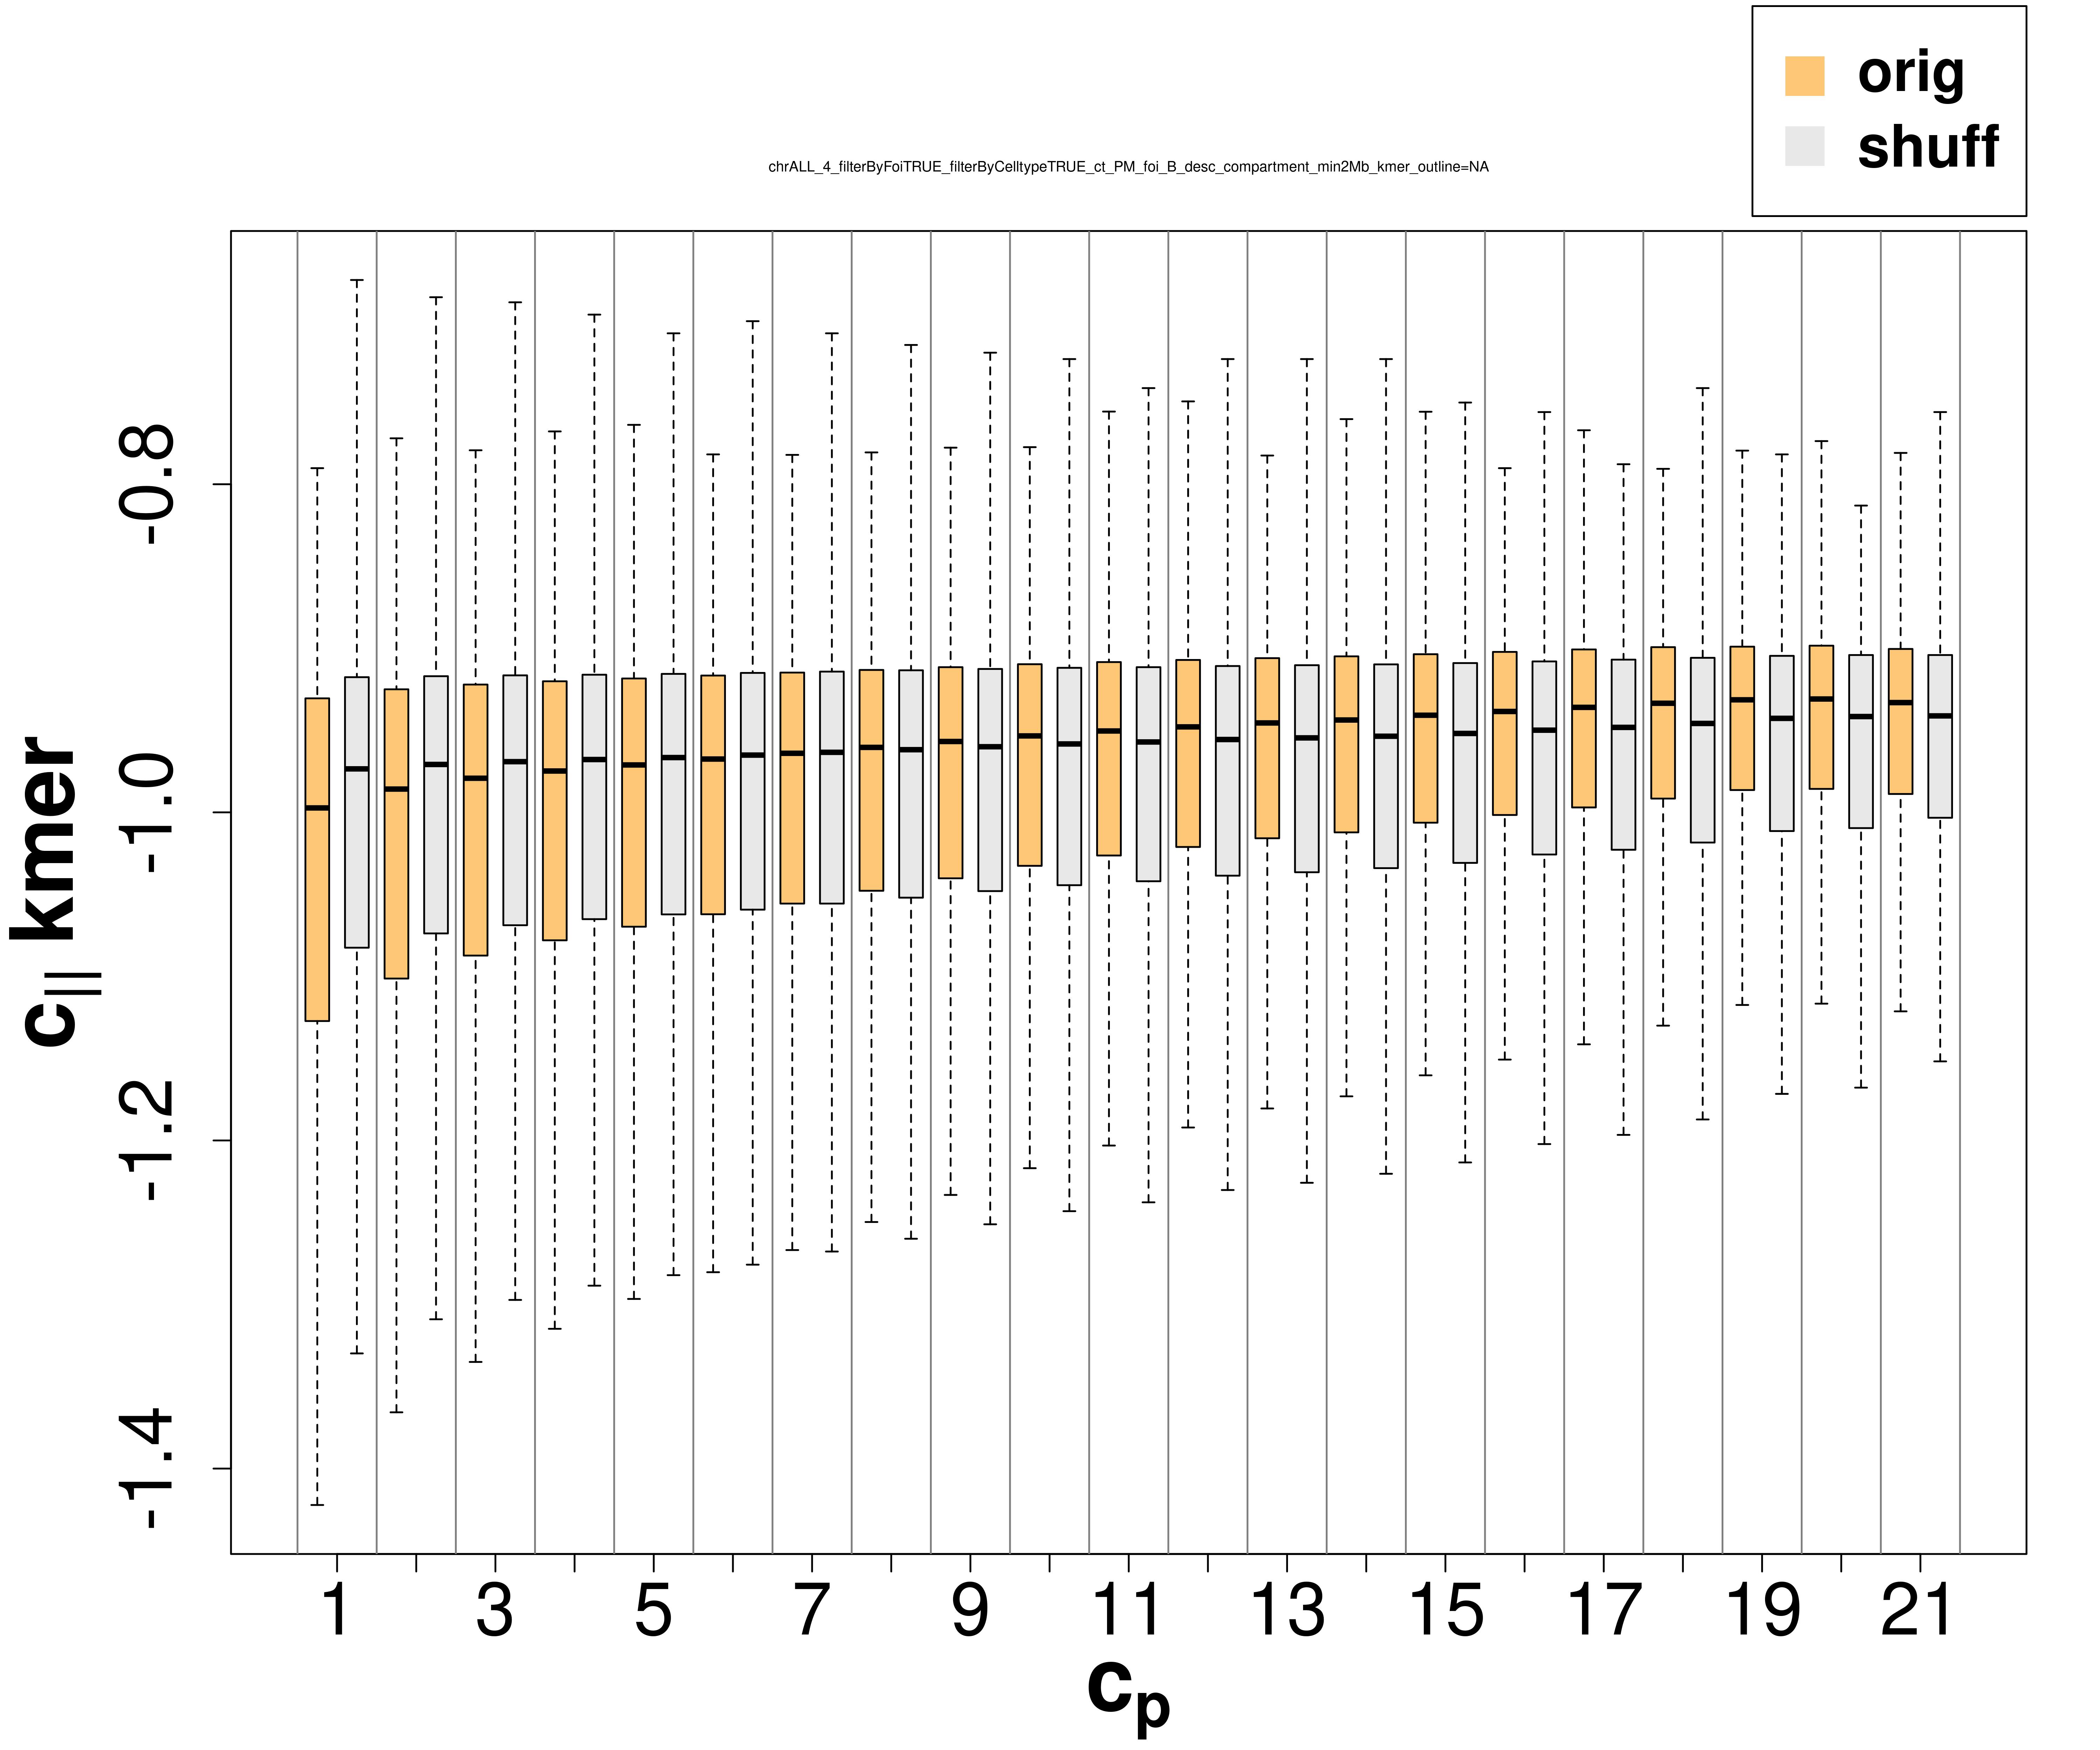 orig
shuff
chrALL_4_filterByFoiTRUE_filterByCelltypeTRUE_ct_PM_foi_B_desc_compartment_min2Mb_kmer_outline=NA
c|| kmer
-0.8
-1.0
-1.2
-1.4
1 3 5 7 9 11 13 15 17 19 21
cp